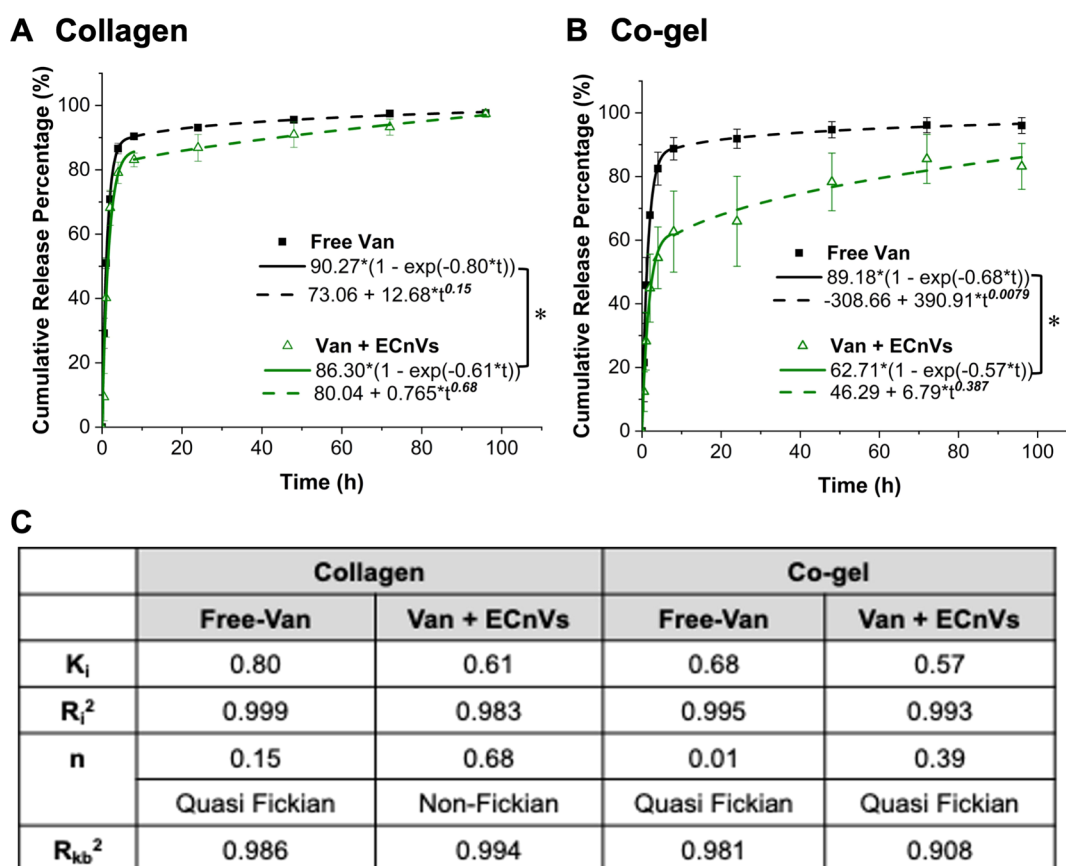 A Collagen
Cumulative Release Percentage (%)
100
80
60
40
20
0
0 20 40 60 80 100
Time (h)
Free Van
90.27*(1 - exp(-0.80*t))
73.06 + 12.68*t^0.15
Van + ECnVs
86.30*(1 - exp(-0.61*t))
80.04 + 0.765*t^0.68
*
B Co-gel
Cumulative Release Percentage (%)
100
80
60
40
20
0
0 20 40 60 80 100
Time (h)
Free Van
89.18*(1 - exp(-0.68*t))
-308.66 + 390.91*t^0.0079
Van + ECnVs
62.71*(1 - exp(-0.57*t))
46.29 + 6.79*t^0.387
*
C
Collagen Co-gel
Free-Van Van + ECnVs Free-Van Van + ECnVs
Kᵢ 0.80 0.61 0.68 0.57
Rᵢ² 0.999 0.983 0.995 0.993
n 0.15 0.68 0.01 0.39
Quasi Fickian Non-Fickian Quasi Fickian Quasi Fickian
R_kb² 0.986 0.994 0.981 0.908